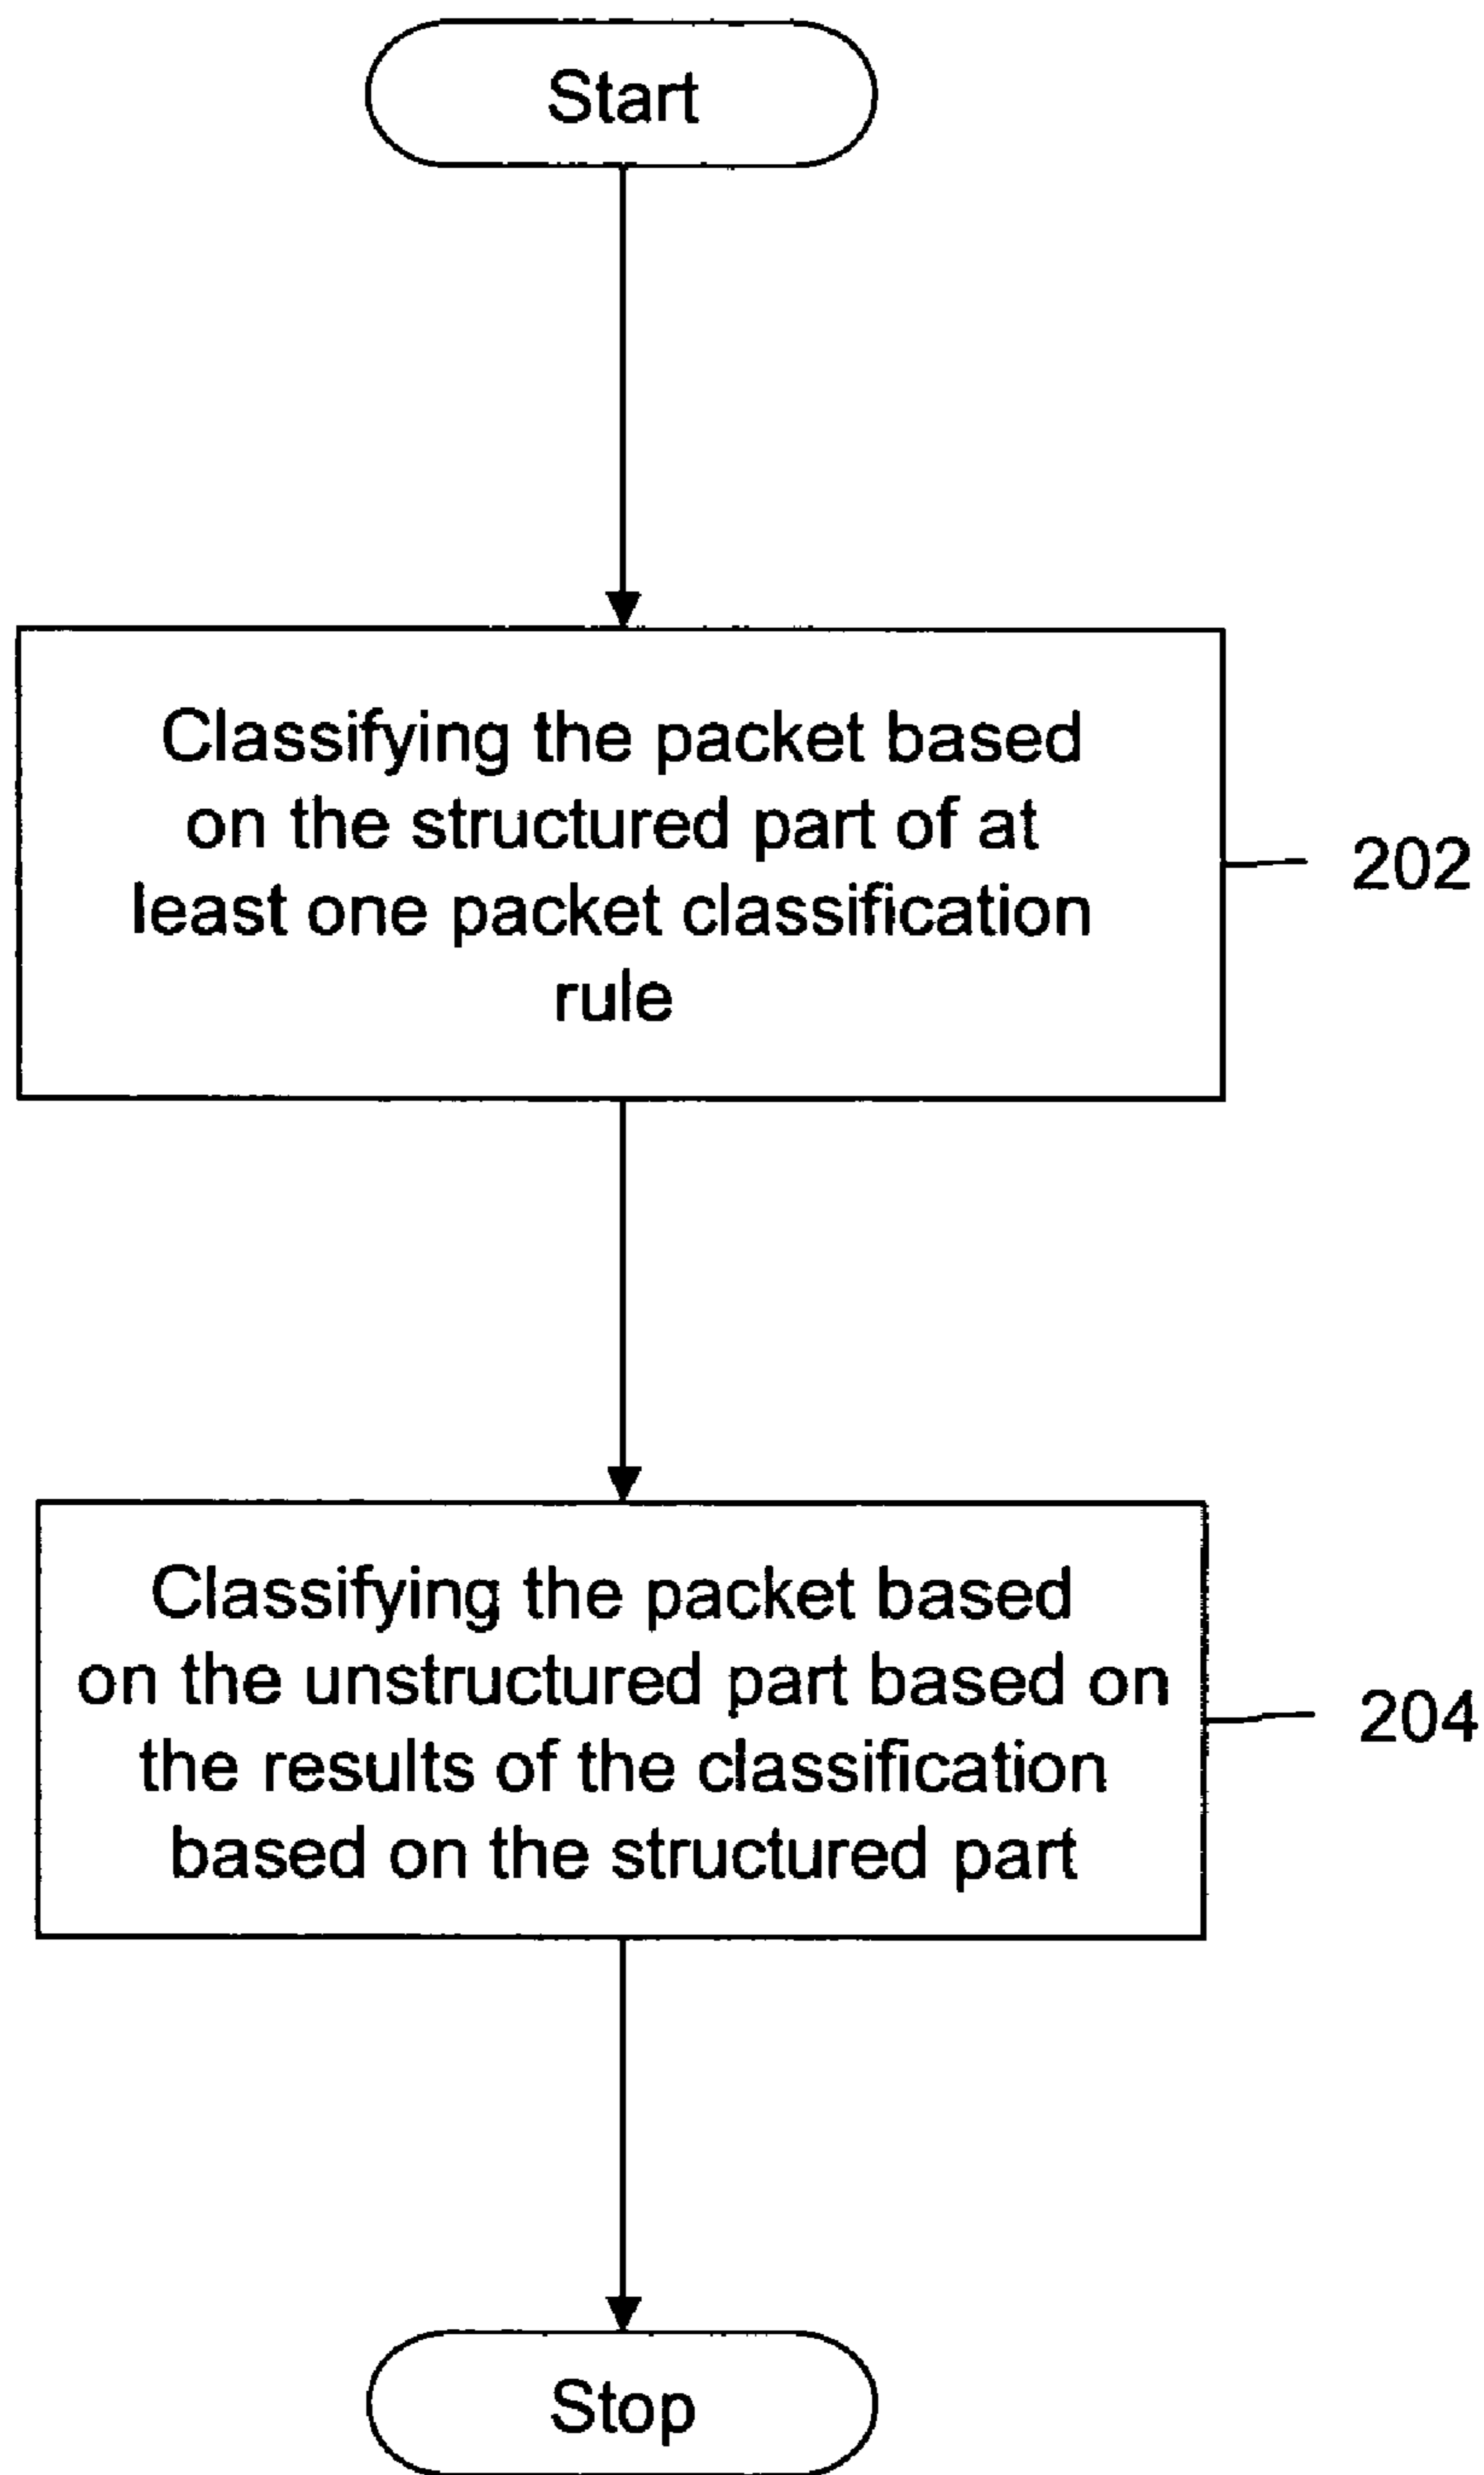 Start
Classifying the packet based
on the structured part of at
least one packet classification
rule
202
Classifying the packet based
on the unstructured part based on
the results of the classification
based on the structured part
204
Stop